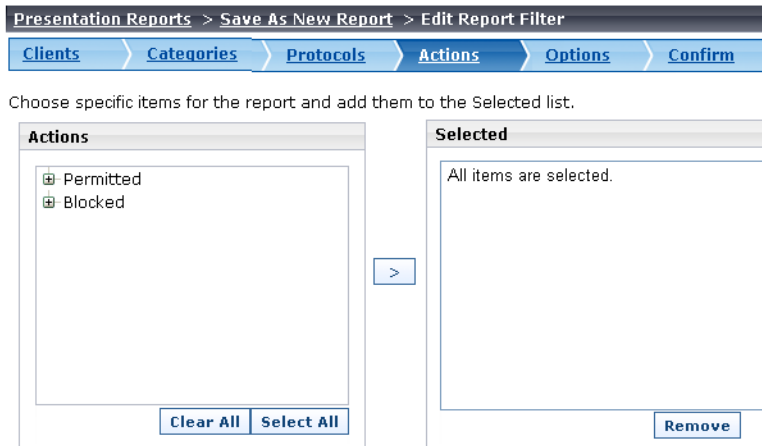 Presentation Reports > Save As New Report > Edit Report Filter
Clients Categories Protocols Actions Options Confirm
Choose specific items for the report and add them to the Selected list.
Actions
Permitted
Blocked
Clear All Select All
>
Selected
All items are selected.
Remove